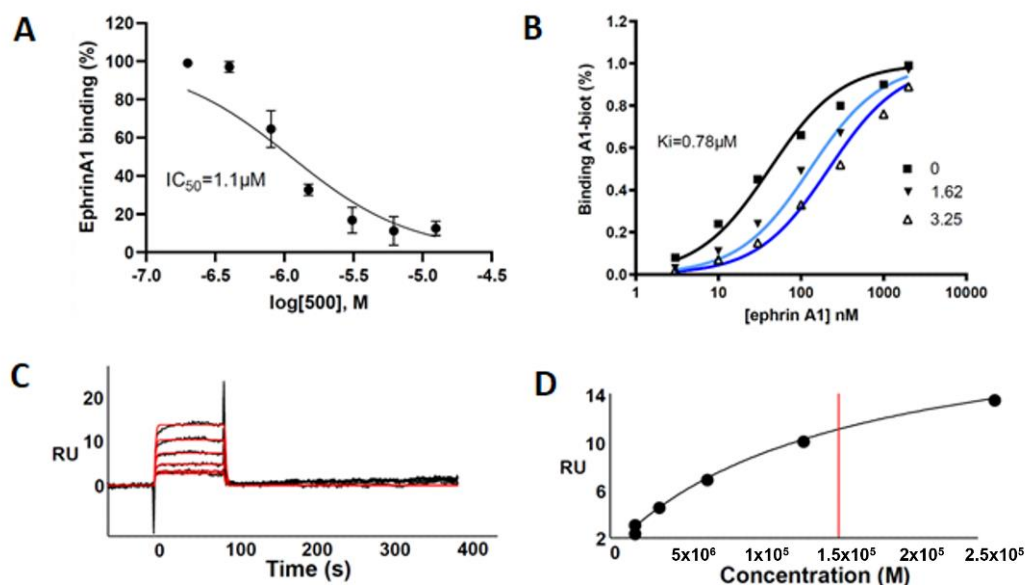 A
120
100
80
60
40
20
0
EphrinA1 binding (%)
IC50=1.1µM
-7.0 -6.5 -6.0 -5.5 -5.0 -4.5
log[500], M
B
1.0
0.8
0.6
0.4
0.2
0.0
Binding A1-biot (%)
Ki=0.78µM
0
1.62
3.25
1 10 100 1000 10000
[ephrin A1] nM
C
20
10
0
RU
0 100 200 300 400
Time (s)
D
14
10
6
2
RU
0 5x10⁶ 1x10⁵ 1.5x10⁵ 2x10⁵ 2.5x10⁵
Concentration (M)